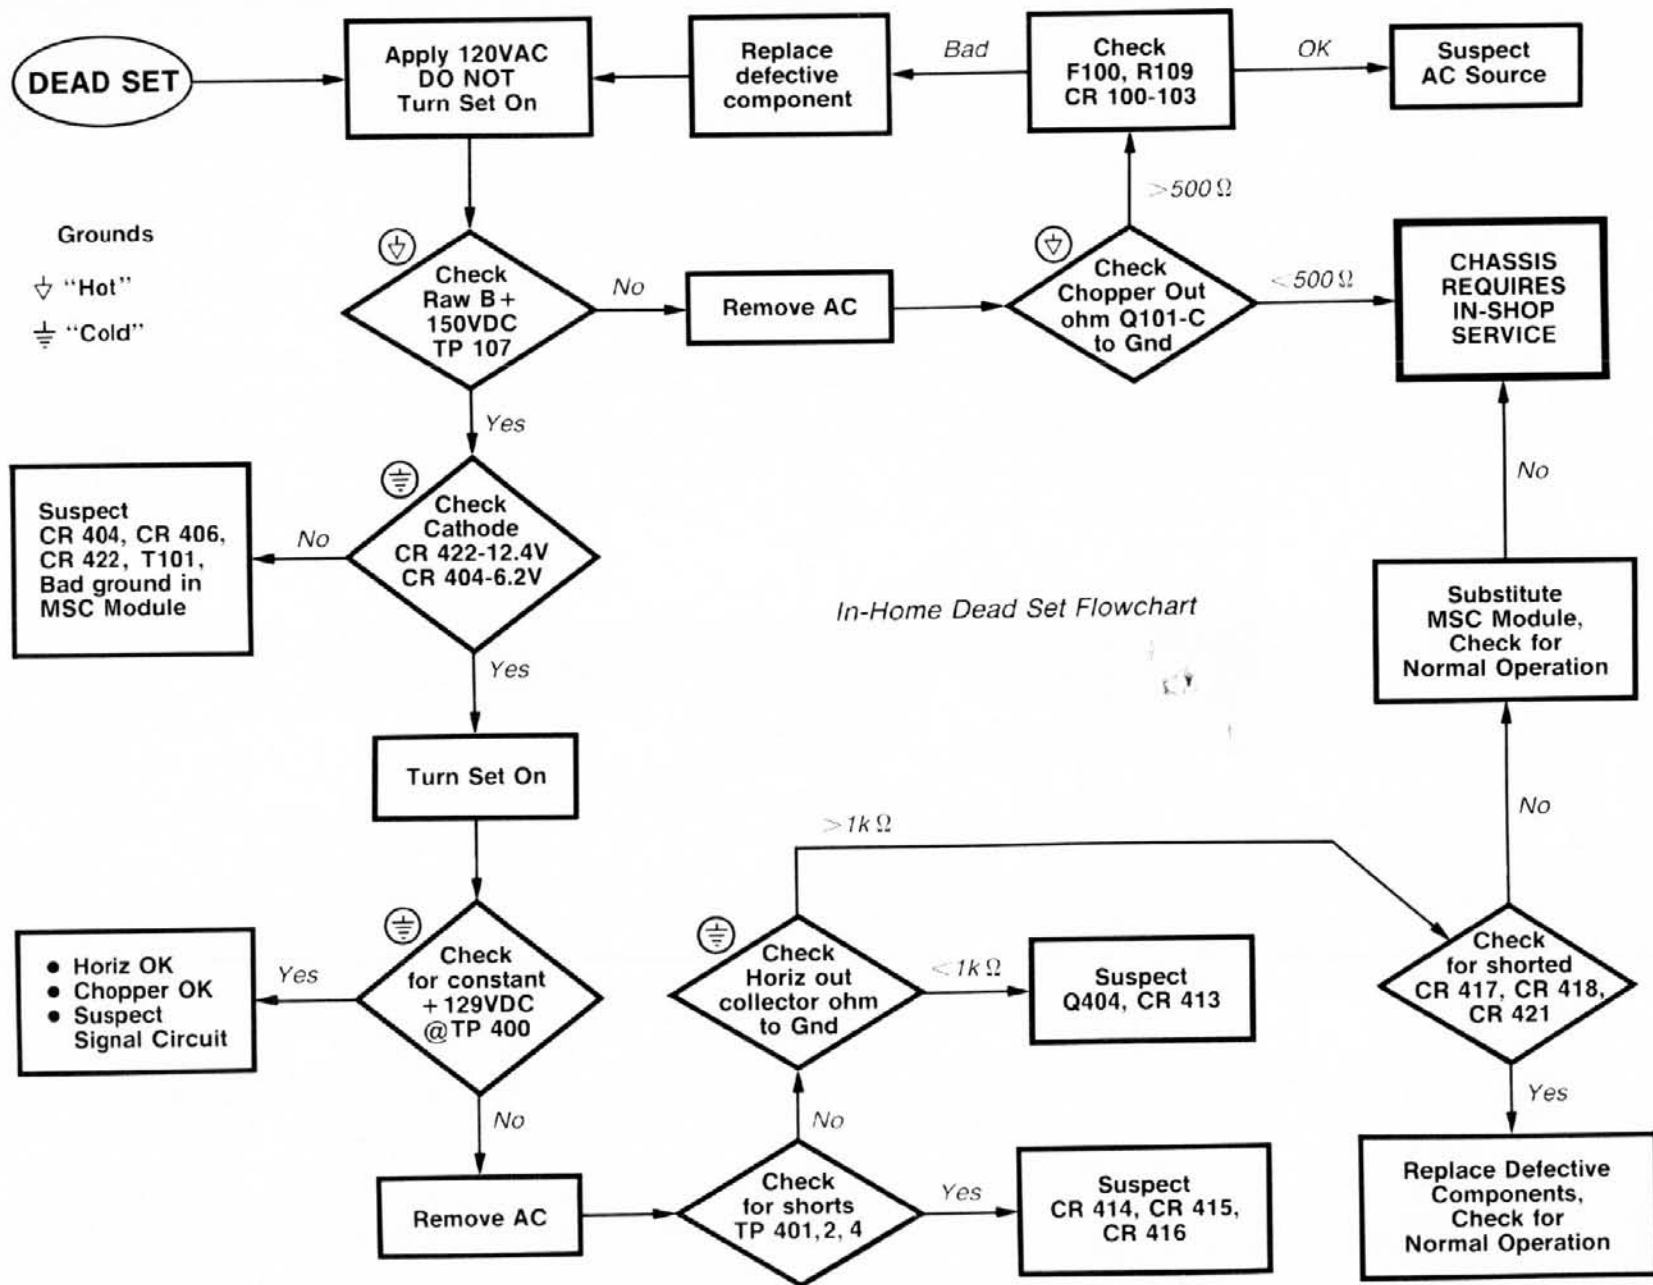 DEAD SET
Apply 120VAC
DO NOT
Turn Set On
Replace
defective
component
Bad
Check
F100, R109
CR 100-103
OK
Suspect
AC Source
>500Ω
Grounds
"Hot"
"Cold"
Check
Raw B+
150VDC
TP 107
No
Remove AC
Check
Chopper Out
ohm Q101-C
to Gnd
<500Ω
CHASSIS
REQUIRES
IN-SHOP
SERVICE
Yes
No
Suspect
CR 404, CR 406,
CR 422, T101,
Bad ground in
MSC Module
No
Check
Cathode
CR 422-12.4V
CR 404-6.2V
In-Home Dead Set Flowchart
Substitute
MSC Module,
Check for
Normal Operation
Yes
Turn Set On
>1kΩ
No
• Horiz OK
• Chopper OK
• Suspect
Signal Circuit
Yes
Check
for constant
+129VDC
@TP 400
Check
Horiz out
collector ohm
to Gnd
<1kΩ
Suspect
Q404, CR 413
Check
for shorted
CR 417, CR 418,
CR 421
No
No
Yes
Remove AC
Check
for shorts
TP 401, 2, 4
Yes
Suspect
CR 414, CR 415,
CR 416
Replace Defective
Components,
Check for
Normal Operation